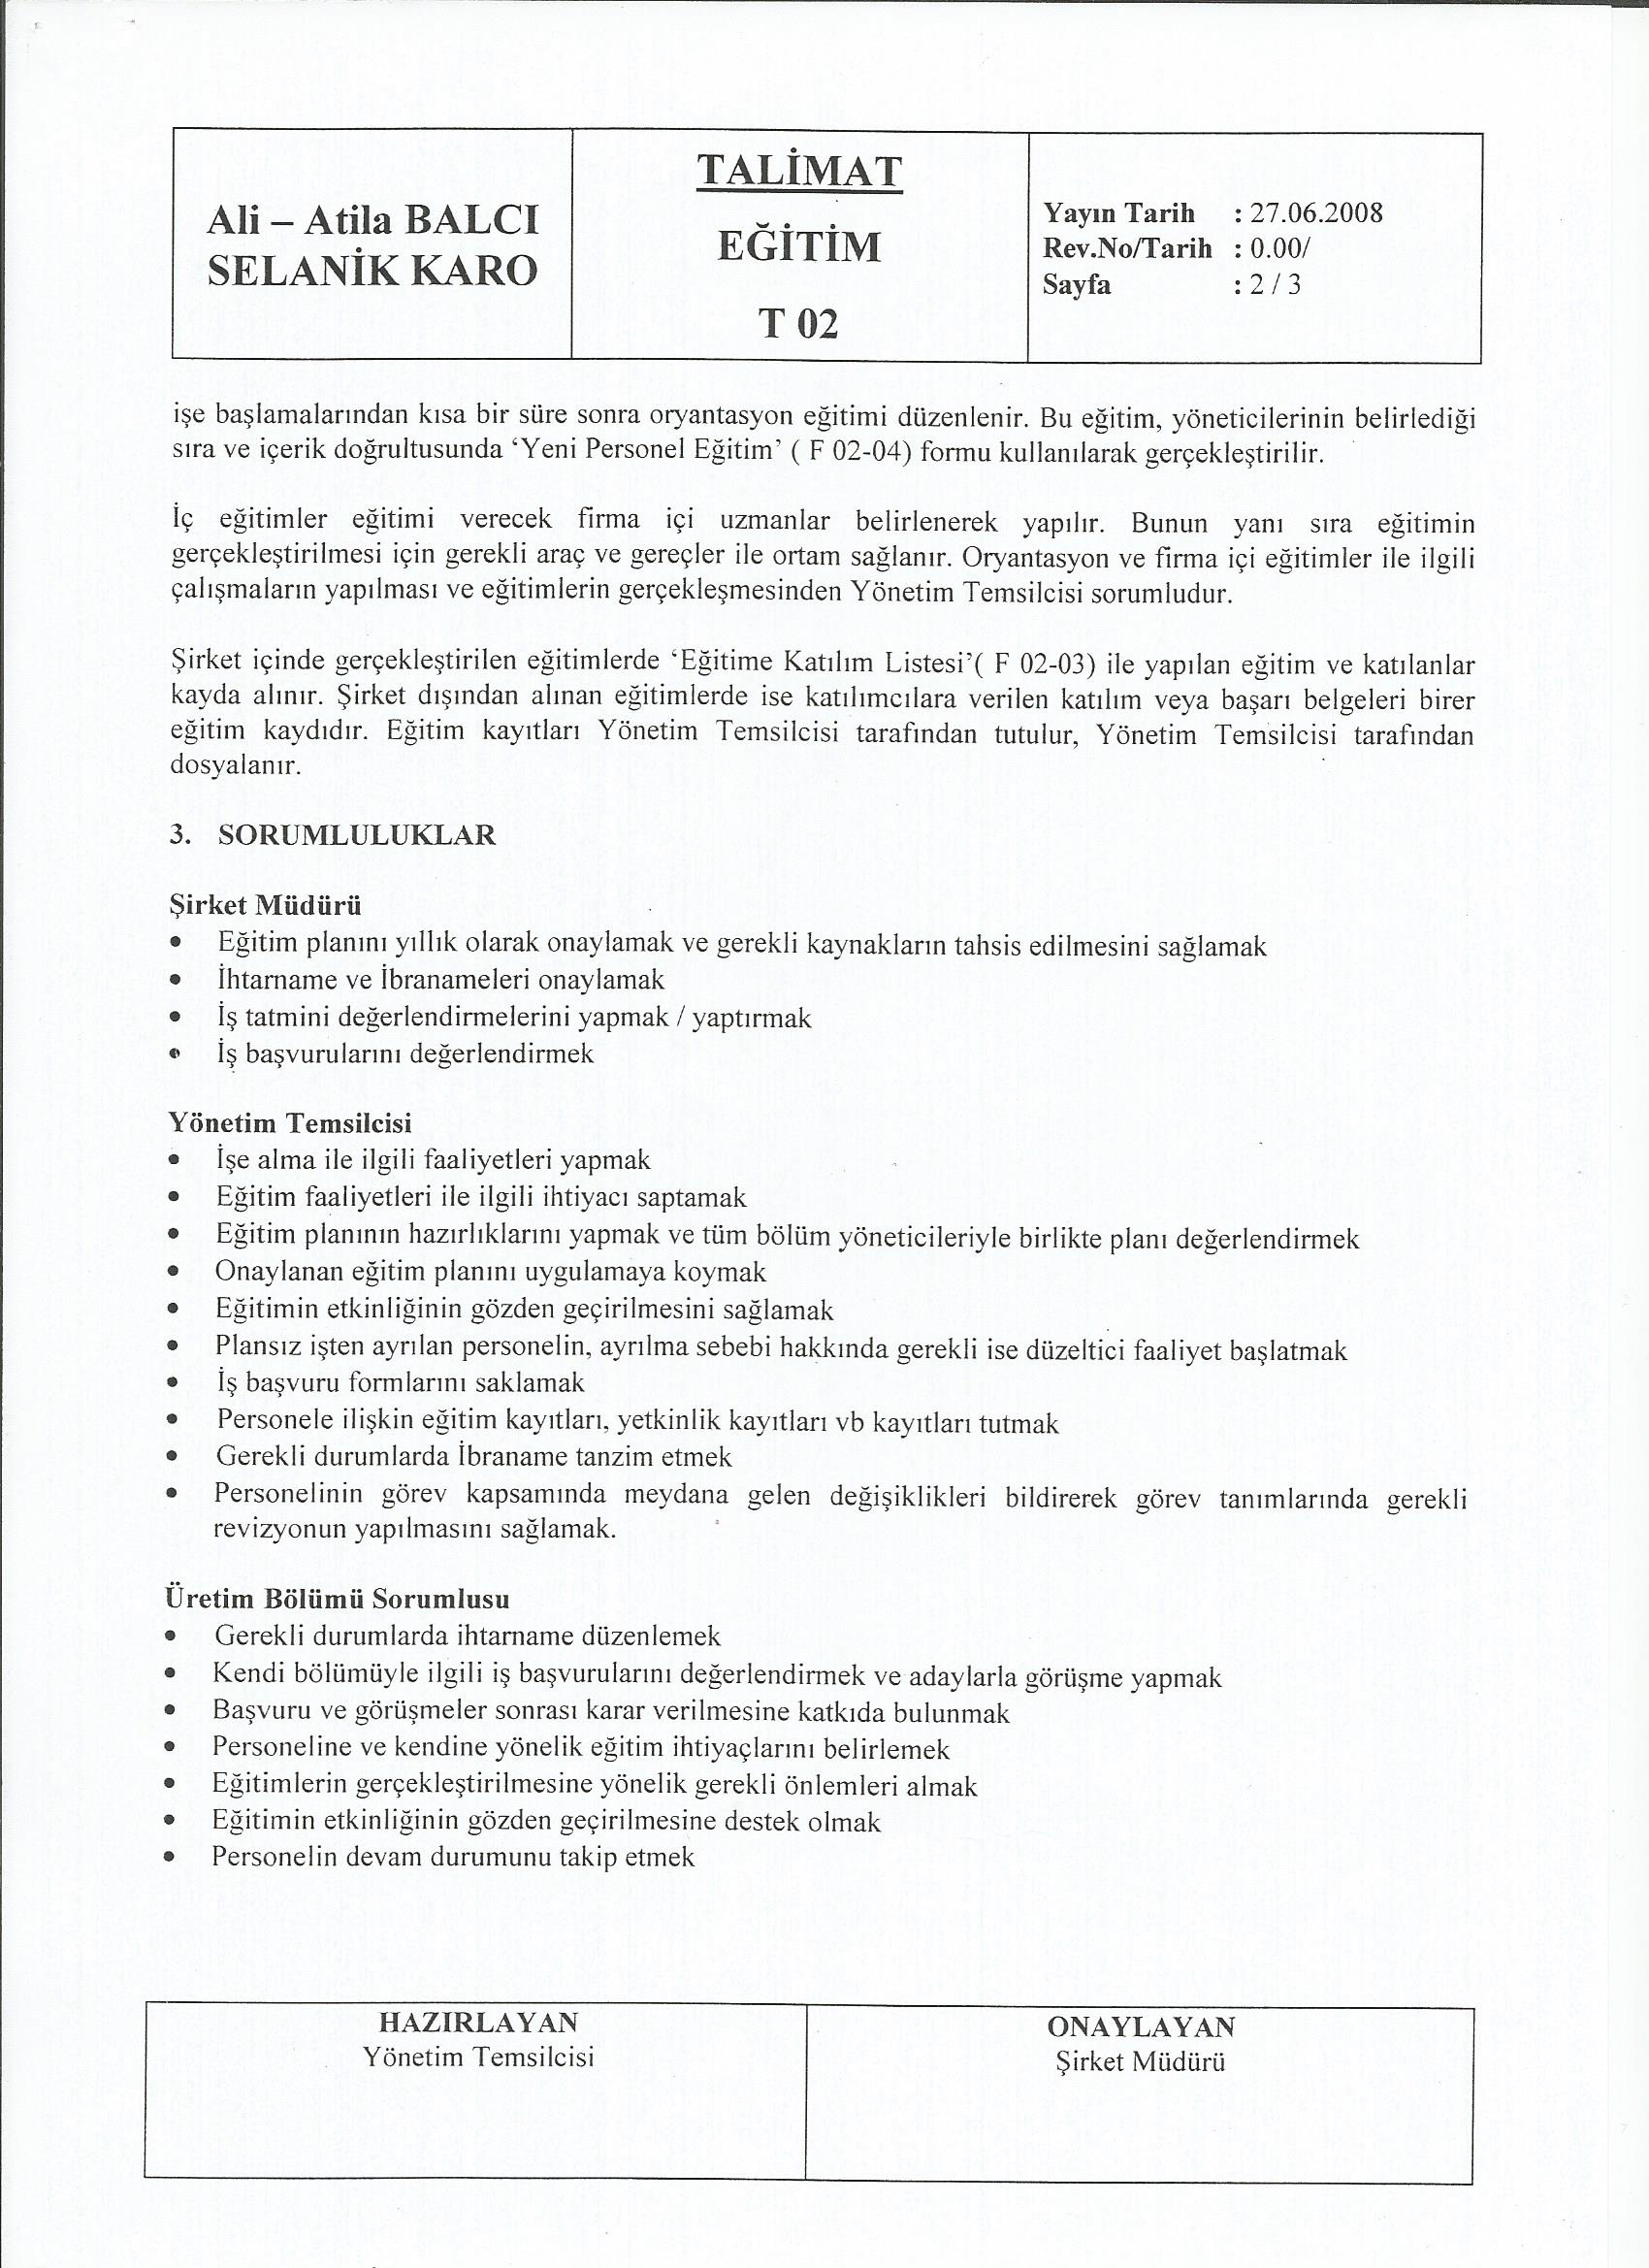 Ali – Atila BALCI
SELANİK KARO
TALİMAT
EĞİTİM
T 02
Yayın Tarih : 27.06.2008
Rev.No/Tarih : 0.00/
Sayfa : 2 / 3
işe başlamalarından kısa bir süre sonra oryantasyon eğitimi düzenlenir. Bu eğitim, yöneticilerinin belirlediği
sıra ve içerik doğrultusunda ‘Yeni Personel Eğitim’ ( F 02-04) formu kullanılarak gerçekleştirilir.
İç eğitimler eğitimi verecek firma içi uzmanlar belirlenerek yapılır. Bunun yanı sıra eğitimin
gerçekleştirilmesi için gerekli araç ve gereçler ile ortam sağlanır. Oryantasyon ve firma içi eğitimler ile ilgili
çalışmaların yapılması ve eğitimlerin gerçekleşmesinden Yönetim Temsilcisi sorumludur.
Şirket içinde gerçekleştirilen eğitimlerde ‘Eğitime Katılım Listesi’( F 02-03) ile yapılan eğitim ve katılanlar
kayda alınır. Şirket dışından alınan eğitimlerde ise katılımcılara verilen katılım veya başarı belgeleri birer
eğitim kaydıdır. Eğitim kayıtları Yönetim Temsilcisi tarafından tutulur, Yönetim Temsilcisi tarafından
dosyalanır.
3. SORUMLULUKLAR
Şirket Müdürü
• Eğitim planını yıllık olarak onaylamak ve gerekli kaynakların tahsis edilmesini sağlamak
• İhtarname ve İbranameleri onaylamak
• İş tatmini değerlendirmelerini yapmak / yaptırmak
• İş başvurularını değerlendirmek
Yönetim Temsilcisi
• İşe alma ile ilgili faaliyetleri yapmak
• Eğitim faaliyetleri ile ilgili ihtiyacı saptamak
• Eğitim planının hazırlıklarını yapmak ve tüm bölüm yöneticileriyle birlikte planı değerlendirmek
• Onaylanan eğitim planını uygulamaya koymak
• Eğitimin etkinliğinin gözden geçirilmesini sağlamak
• Plansız işten ayrılan personelin, ayrılma sebebi hakkında gerekli ise düzeltici faaliyet başlatmak
• İş başvuru formlarını saklamak
• Personele ilişkin eğitim kayıtları, yetkinlik kayıtları vb kayıtları tutmak
• Gerekli durumlarda İbraname tanzim etmek
• Personelinin görev kapsamında meydana gelen değişiklikleri bildirerek görev tanımlarında gerekli
revizyonun yapılmasını sağlamak.
Üretim Bölümü Sorumlusu
• Gerekli durumlarda ihtarname düzenlemek
• Kendi bölümüyle ilgili iş başvurularını değerlendirmek ve adaylarla görüşme yapmak
• Başvuru ve görüşmeler sonrası karar verilmesine katkıda bulunmak
• Personeline ve kendine yönelik eğitim ihtiyaçlarını belirlemek
• Eğitimlerin gerçekleştirilmesine yönelik gerekli önlemleri almak
• Eğitimin etkinliğinin gözden geçirilmesine destek olmak
• Personelin devam durumunu takip etmek
HAZIRLAYAN
Yönetim Temsilcisi
ONAYLAYAN
Şirket Müdürü